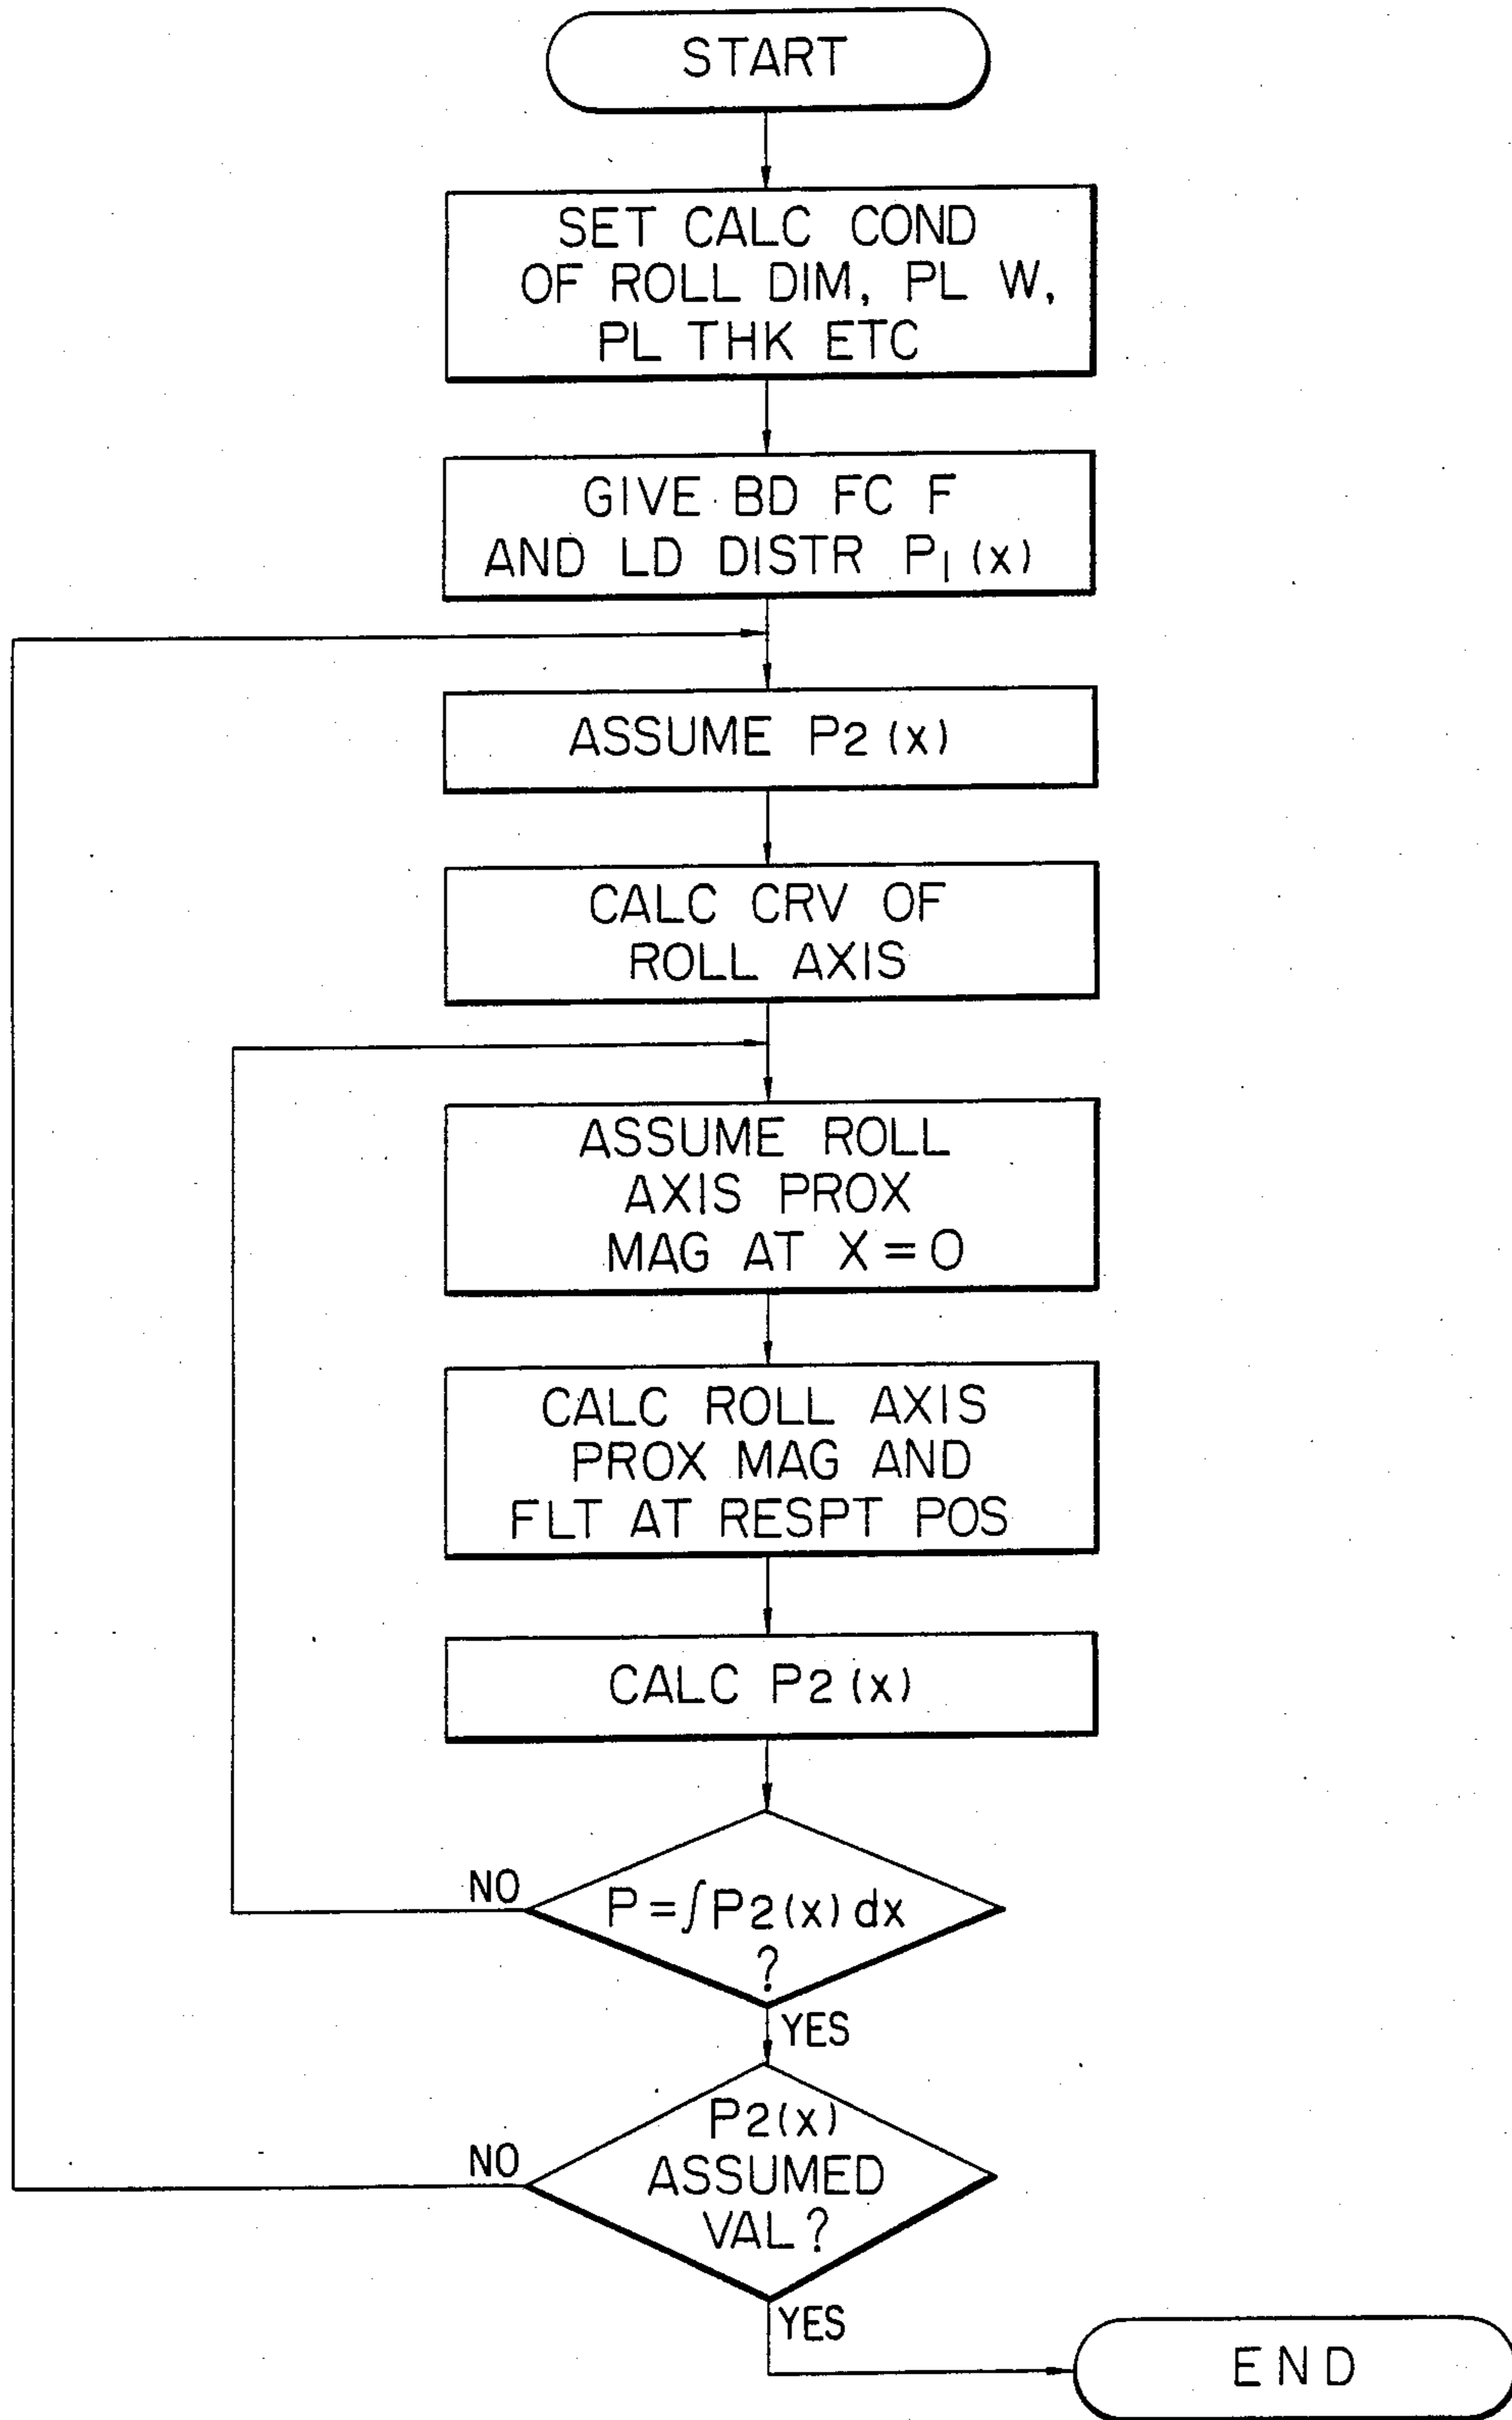 START
SET CALC COND
OF ROLL DIM, PL W,
PL THK ETC
GIVE BD FC F
AND LD DISTR P1(x)
ASSUME P2(x)
CALC CRV OF
ROLL AXIS
ASSUME ROLL
AXIS PROX
MAG AT X=0
CALC ROLL AXIS
PROX MAG AND
FLT AT RESPT POS
CALC P2(x)
NO
P=∫P2(x)dx
?
YES
NO
P2(x)
ASSUMED
VAL?
YES
END